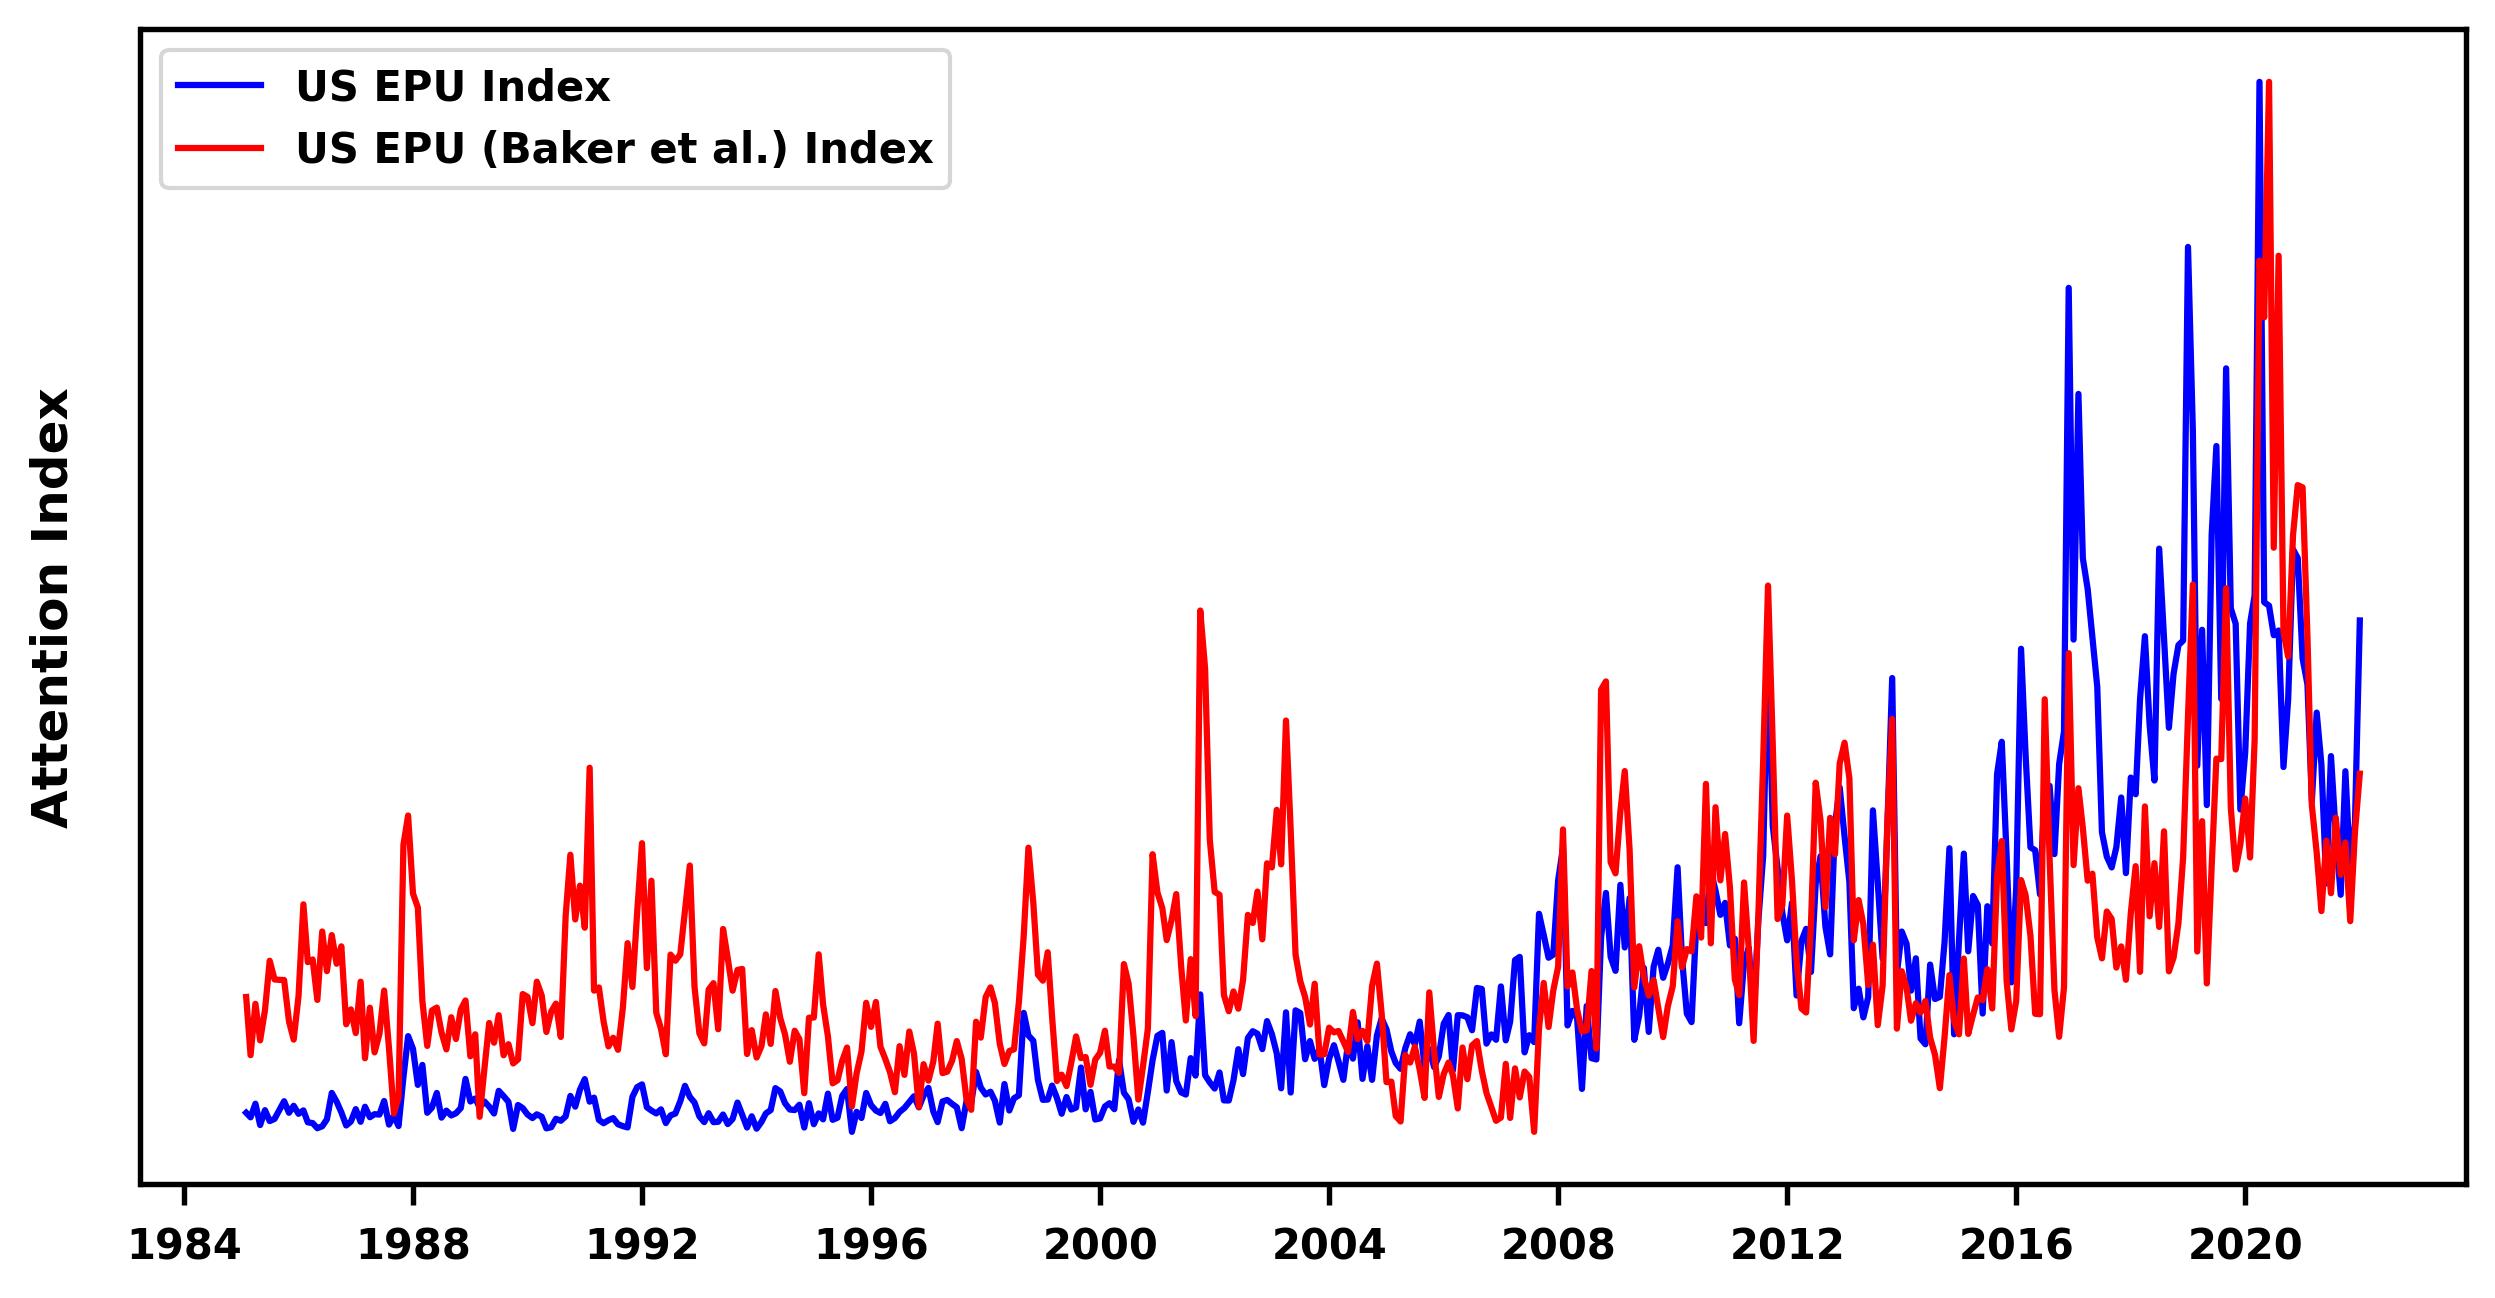 US EPU Index
US EPU (Baker et al.) Index
Attention Index
1984 1988 1992 1996 2000 2004 2008 2012 2016 2020